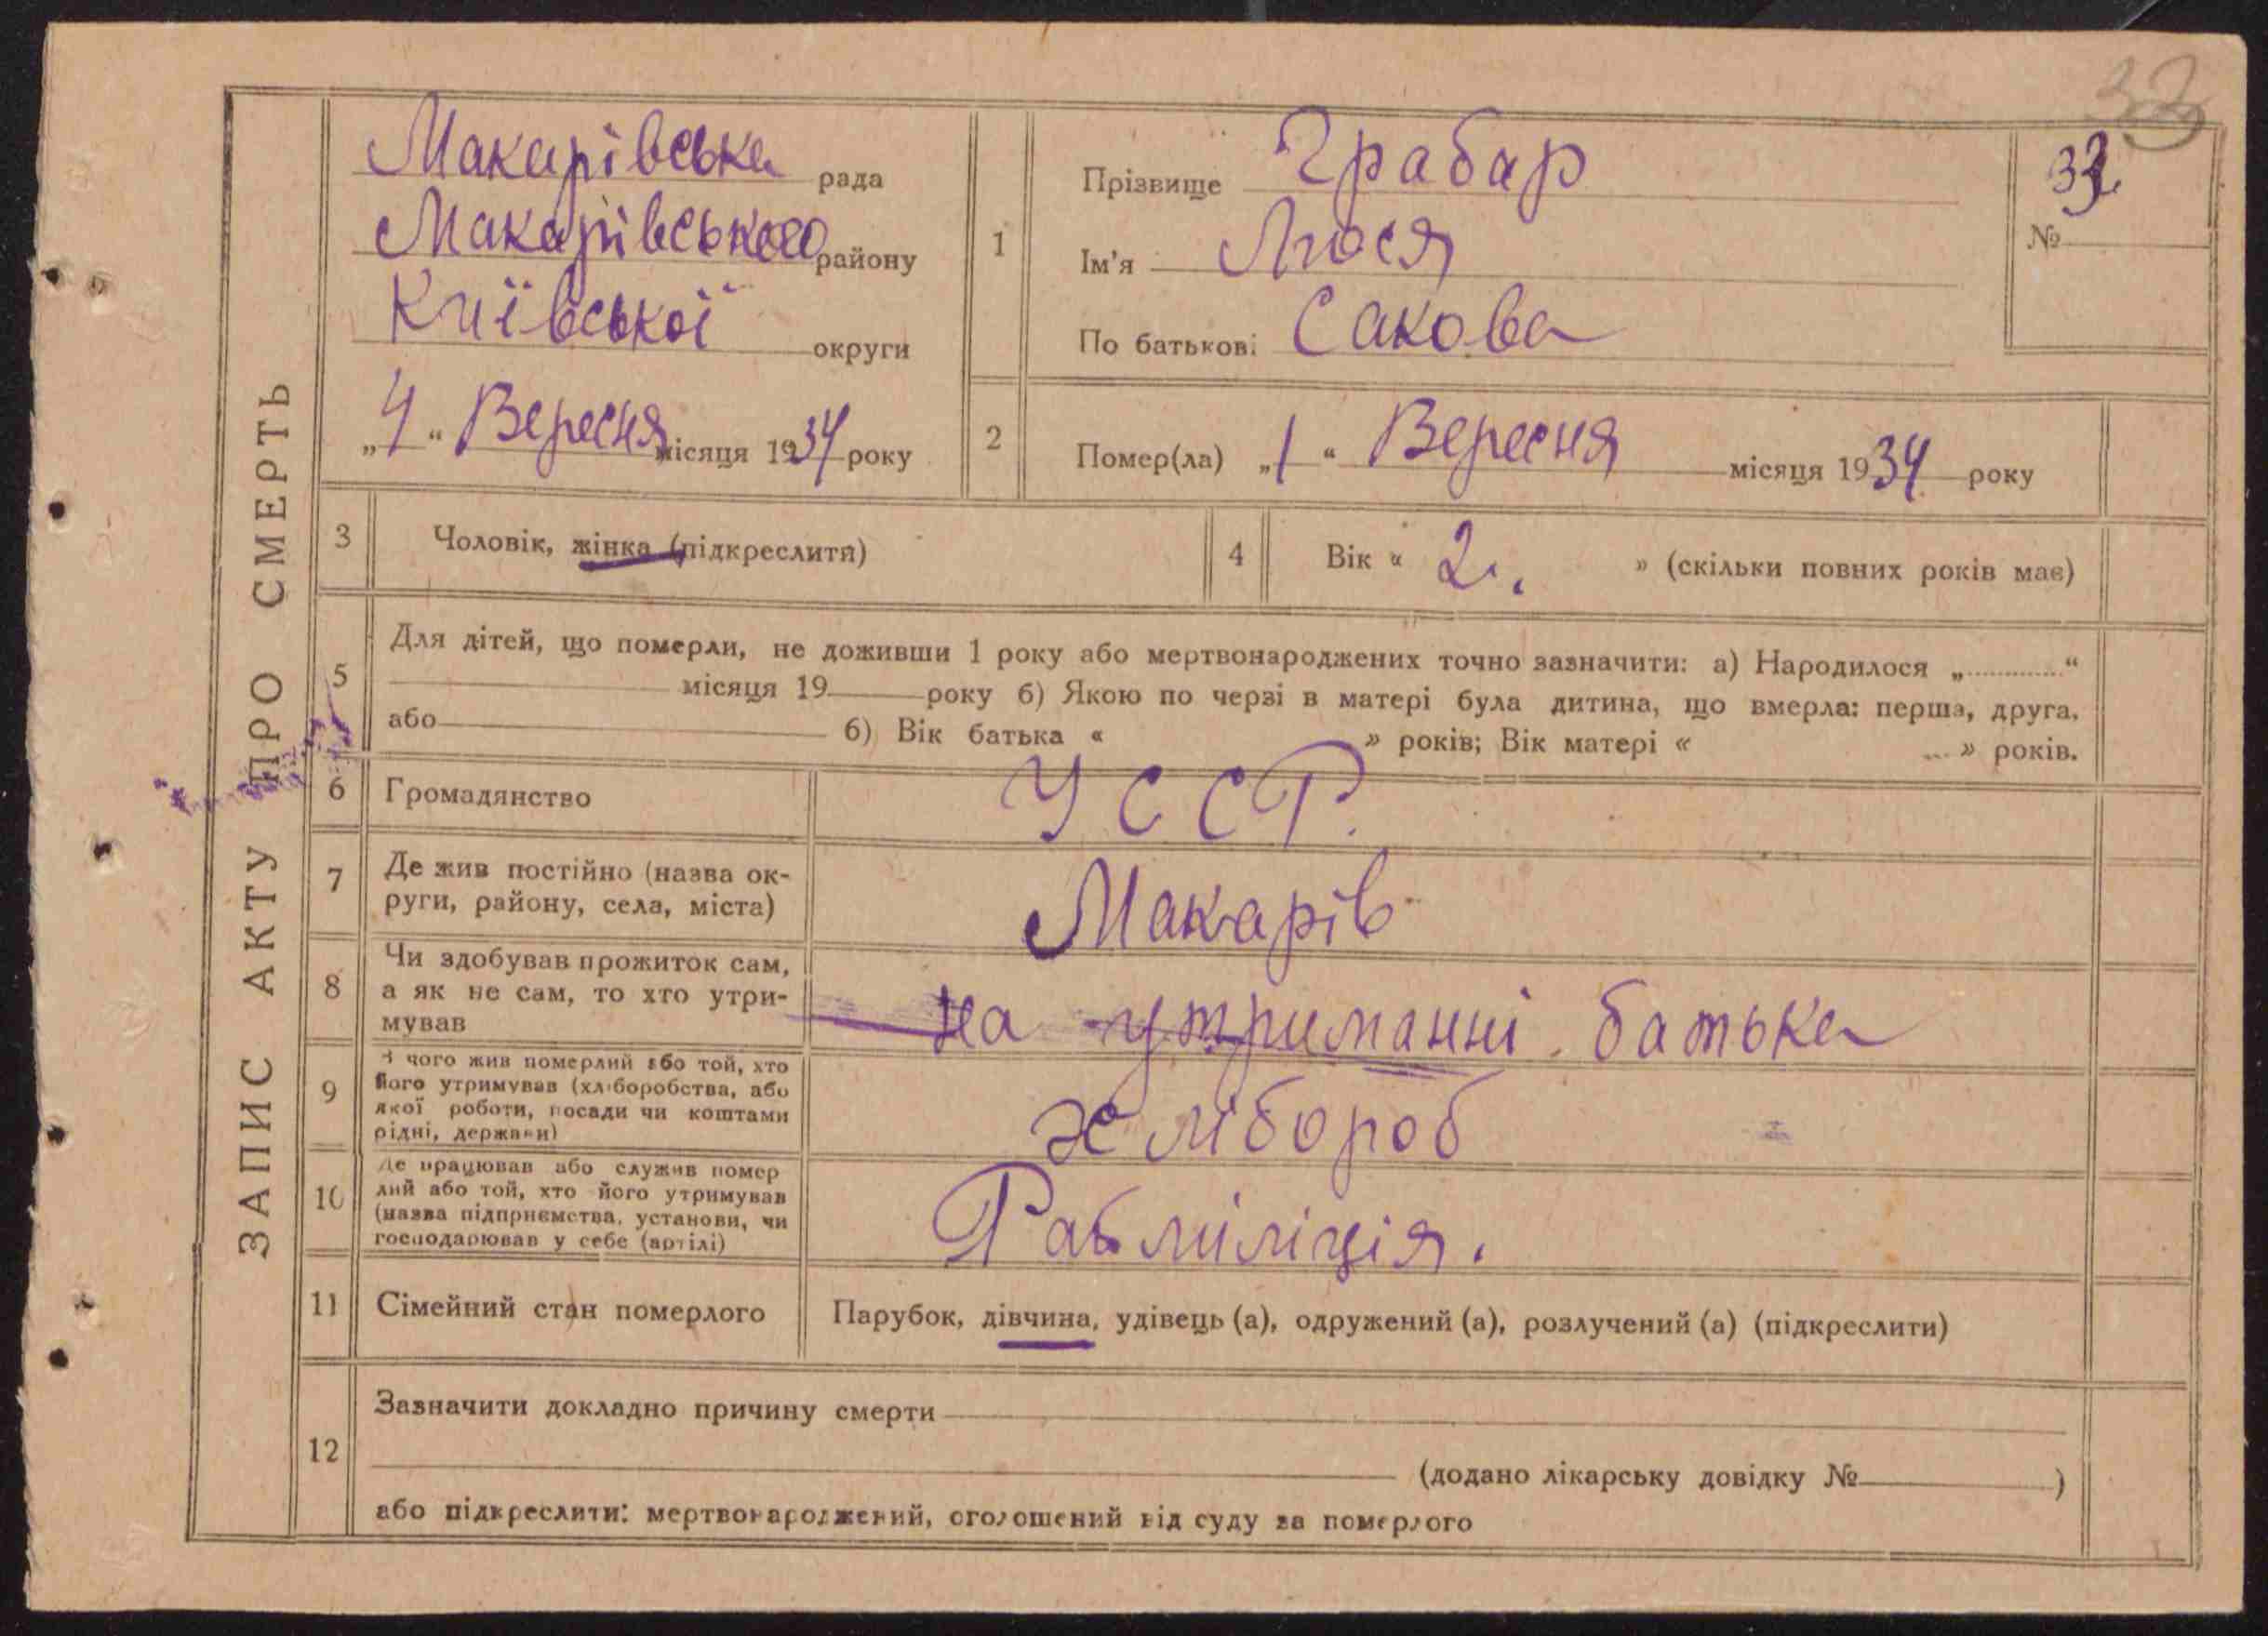 33
ЗАПИС АКТУ ПРО СМЕРТЬ
Макарівська рада
Макарівського району
Київської округи
„4“ Вересня місяця 1934 року
1
Прізвище Грабар
Ім'я Люся
По батькові Сакова
33
№
2
Помер(ла) „1“ Вересня місяця 1934 року
3 Чоловік, жінка (підкреслити)
4 Вік « 2. » (скільки повних років має)
5 Для дітей, що померли, не доживши 1 року або мертвонароджених точно зазначити: а) Народилося „............“
місяця 19 року б) Якою по черзі в матері була дитина, що вмерла: перша, друга,
або б) Вік батька « » років; Вік матері « » років.
6 Громадянство УССР.
7 Де жив постійно (назва ок-
руги, району, села, міста) Макарів
8 Чи здобував прожиток сам,
а як не сам, то хто утри-
мував на утриманні батька
9 З чого жив померлий або той, хто
його утримував (хліборобства, або
якої роботи, посади чи коштами
рідні, держави) хлібороб
10 Де працював або служив помер
лий або той, хто його утримував
(назва підприємства, установи, чи
господарював у себе (артілі)
11 Сімейний стан померлого Парубок, дівчина, удівець (а), одружений (а), розлучений (а) (підкреслити)
12 Зазначити докладно причину смерти
(додано лікарську довідку № )
або підкреслити: мертвонароджений, оголошений від суду за померлого